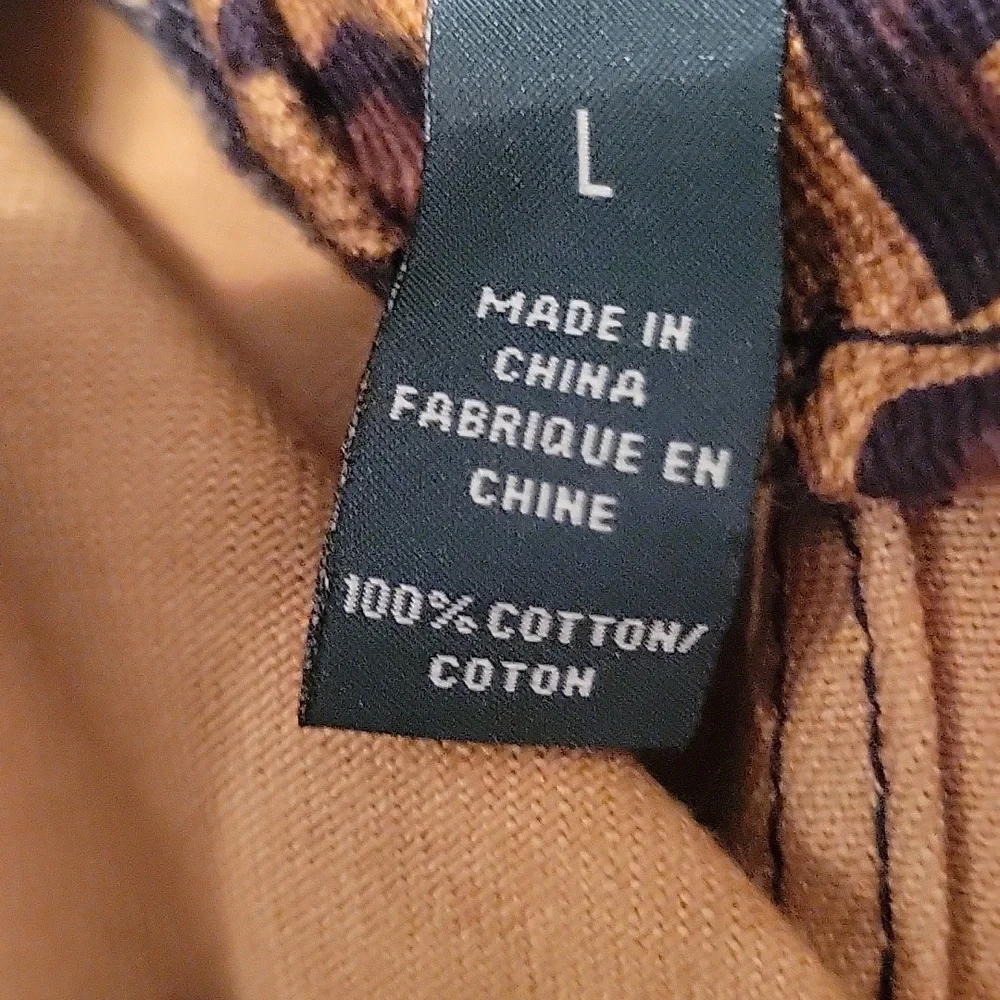 L
MADE IN
CHINA
FABRIQUE EN
CHINE
100% COTTON/
COTON